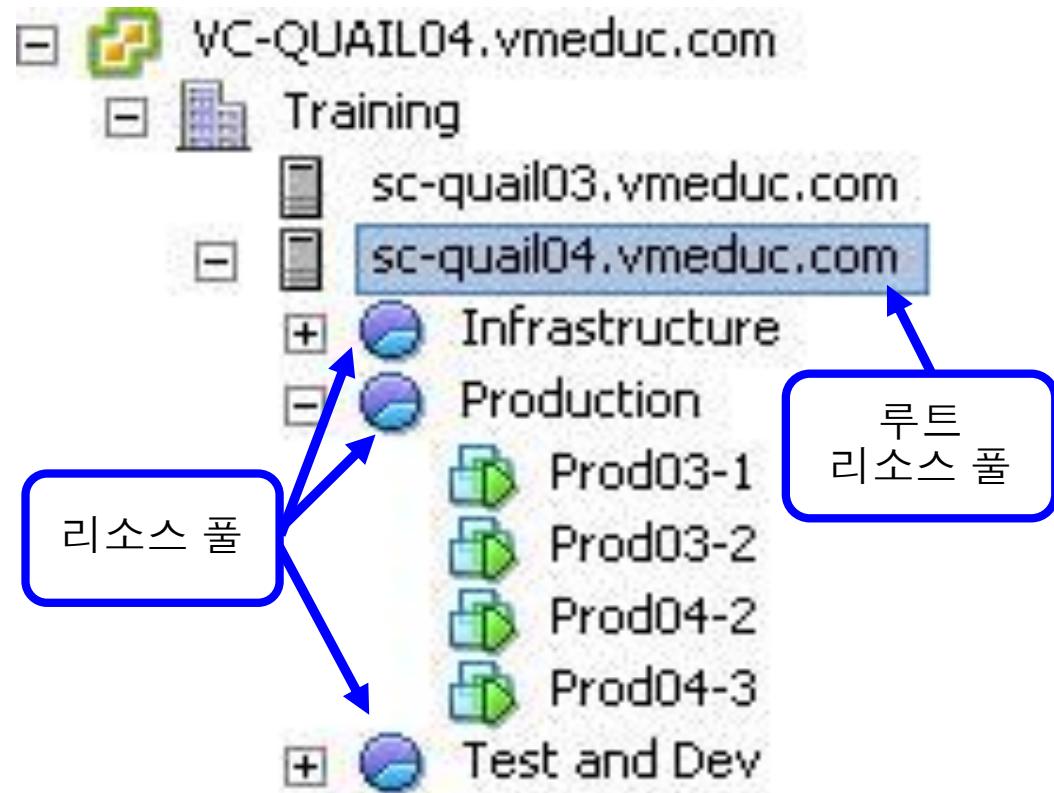 VC-QUAIL04.vmeduc.com
Training
sc-quail03.vmeduc.com
sc-quail04.vmeduc.com
Infrastructure
Production
루트
리소스 풀
Prod03-1
리소스 풀
Prod03-2
Prod04-2
Prod04-3
Test and Dev